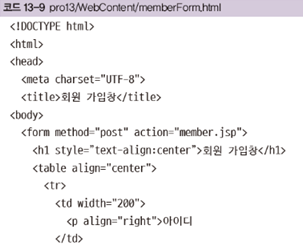 코드 13-9 pro13/WebContent/memberForm.html
<!DOCTYPE html>
<html>
<head>
<meta charset="UTF-8">
<title>회원 가입창</title>
<body>
<form method="post" action="member.jsp">
<h1 style="text-align:center">회원 가입창</h1>
<table align="center">
<tr>
<td width="200">
<p align="right">아이디
</td>